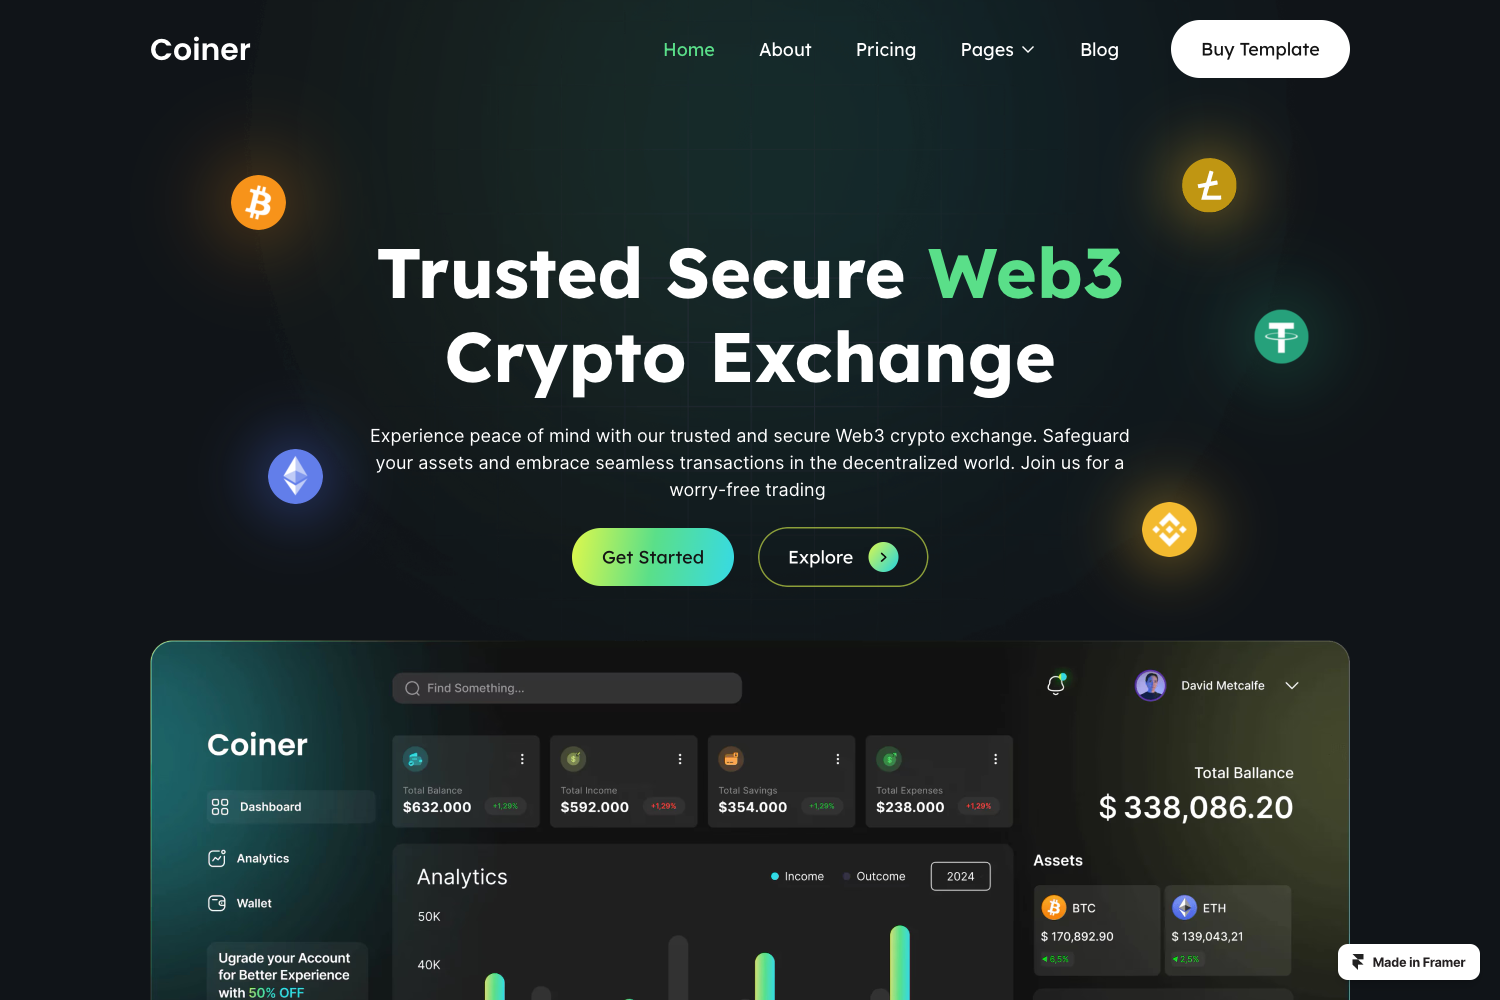 Coiner
Home About Pricing Pages Blog
Buy Template
Trusted Secure Web3
Crypto Exchange
Experience peace of mind with our trusted and secure Web3 crypto exchange. Safeguard
your assets and embrace seamless transactions in the decentralized world. Join us for a
worry-free trading
Get Started
Explore
Find Something...
David Metcalfe
Coiner
Dashboard
Analytics
Wallet
Ugrade your Account
for Better Experience
with 50% OFF
Total Balance
$632.000 +1,29%
Total Income
$592.000 +1,29%
Total Savings
$354.000 +1,29%
Total Expenses
$238.000 +1,29%
Analytics
Income Outcome 2024
50K
40K
Total Ballance
$ 338,086.20
Assets
BTC
$ 170,892.90
6,5%
ETH
$ 139,043,21
2,5%
Made in Framer